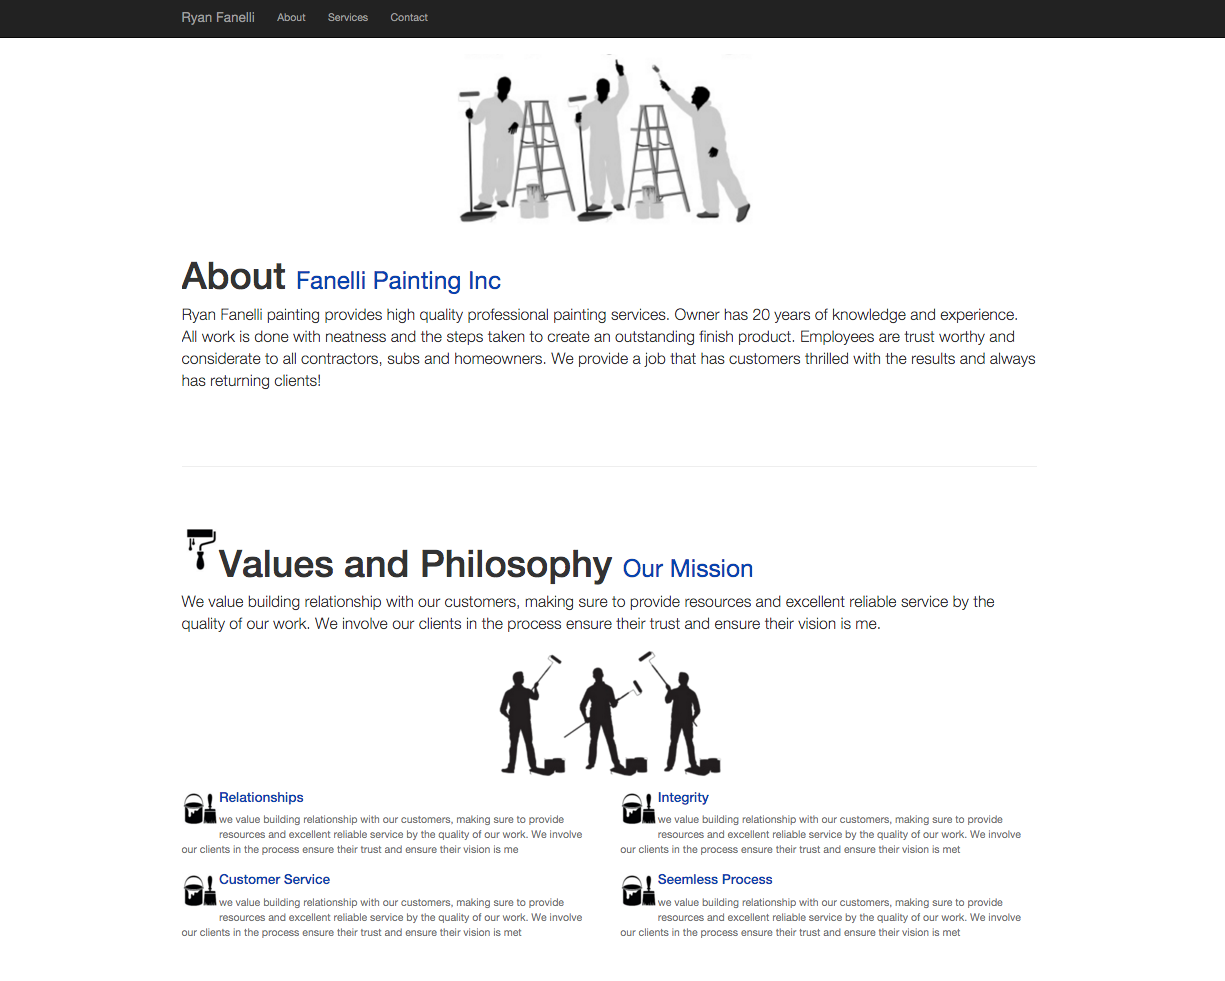 Ryan Fanelli About Services Contact
About Fanelli Painting Inc
Ryan Fanelli painting provides high quality professional painting services. Owner has 20 years of knowledge and experience.
All work is done with neatness and the steps taken to create an outstanding finish product. Employees are trust worthy and
considerate to all contractors, subs and homeowners. We provide a job that has customers thrilled with the results and always
has returning clients!
Values and Philosophy Our Mission
We value building relationship with our customers, making sure to provide resources and excellent reliable service by the
quality of our work. We involve our clients in the process ensure their trust and ensure their vision is me.
Relationships
we value building relationship with our customers, making sure to provide
resources and excellent reliable service by the quality of our work. We involve
our clients in the process ensure their trust and ensure their vision is me
Integrity
we value building relationship with our customers, making sure to provide
resources and excellent reliable service by the quality of our work. We involve
our clients in the process ensure their trust and ensure their vision is met
Customer Service
we value building relationship with our customers, making sure to provide
resources and excellent reliable service by the quality of our work. We involve
our clients in the process ensure their trust and ensure their vision is met
Seemless Process
we value building relationship with our customers, making sure to provide
resources and excellent reliable service by the quality of our work. We involve
our clients in the process ensure their trust and ensure their vision is met